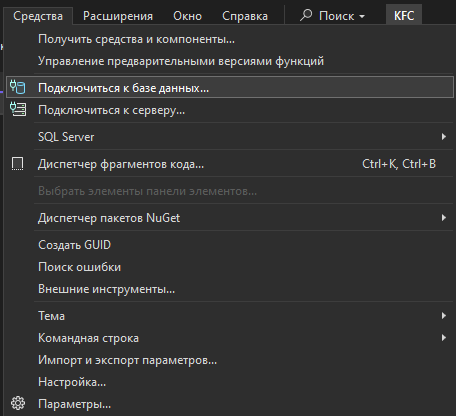 Средства Расширения Окно Справка Поиск KFC
Получить средства и компоненты...
Управление предварительными версиями функций
Подключиться к базе данных...
Подключиться к серверу...
SQL Server
Диспетчер фрагментов кода... Ctrl+K, Ctrl+B
Выбрать элементы панели элементов...
Диспетчер пакетов NuGet
Создать GUID
Поиск ошибки
Внешние инструменты...
Тема
Командная строка
Импорт и экспорт параметров...
Настройка...
Параметры...